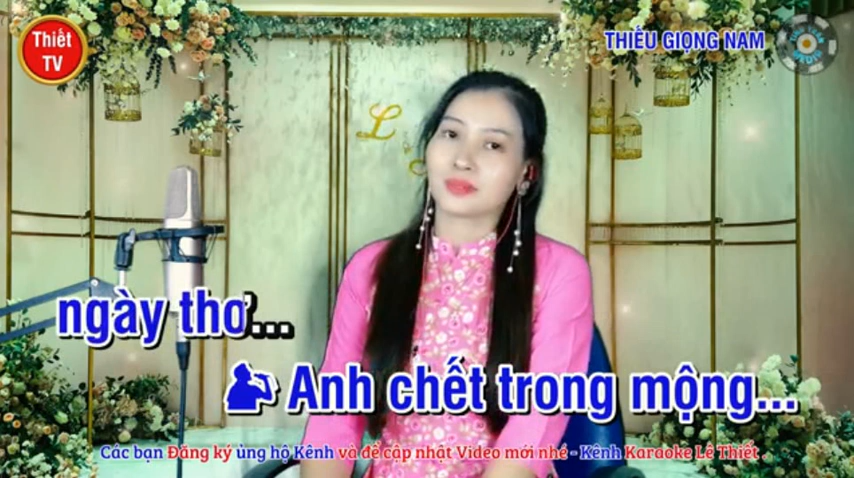 Thiết
TV
THIẾU GIỌNG NAM
ngày thơ...
Anh chết trong mộng...
Các bạn Đăng ký ủng hộ Kênh và để cập nhật Video mới nhé - Kênh Karaoke Lê Thiết .